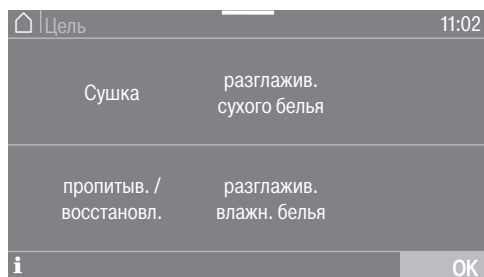 Цель
11:02
Сушка
разглажив.
сухого белья
пропитыв. /
восстановл.
разглажив.
влажн. белья
i
OK